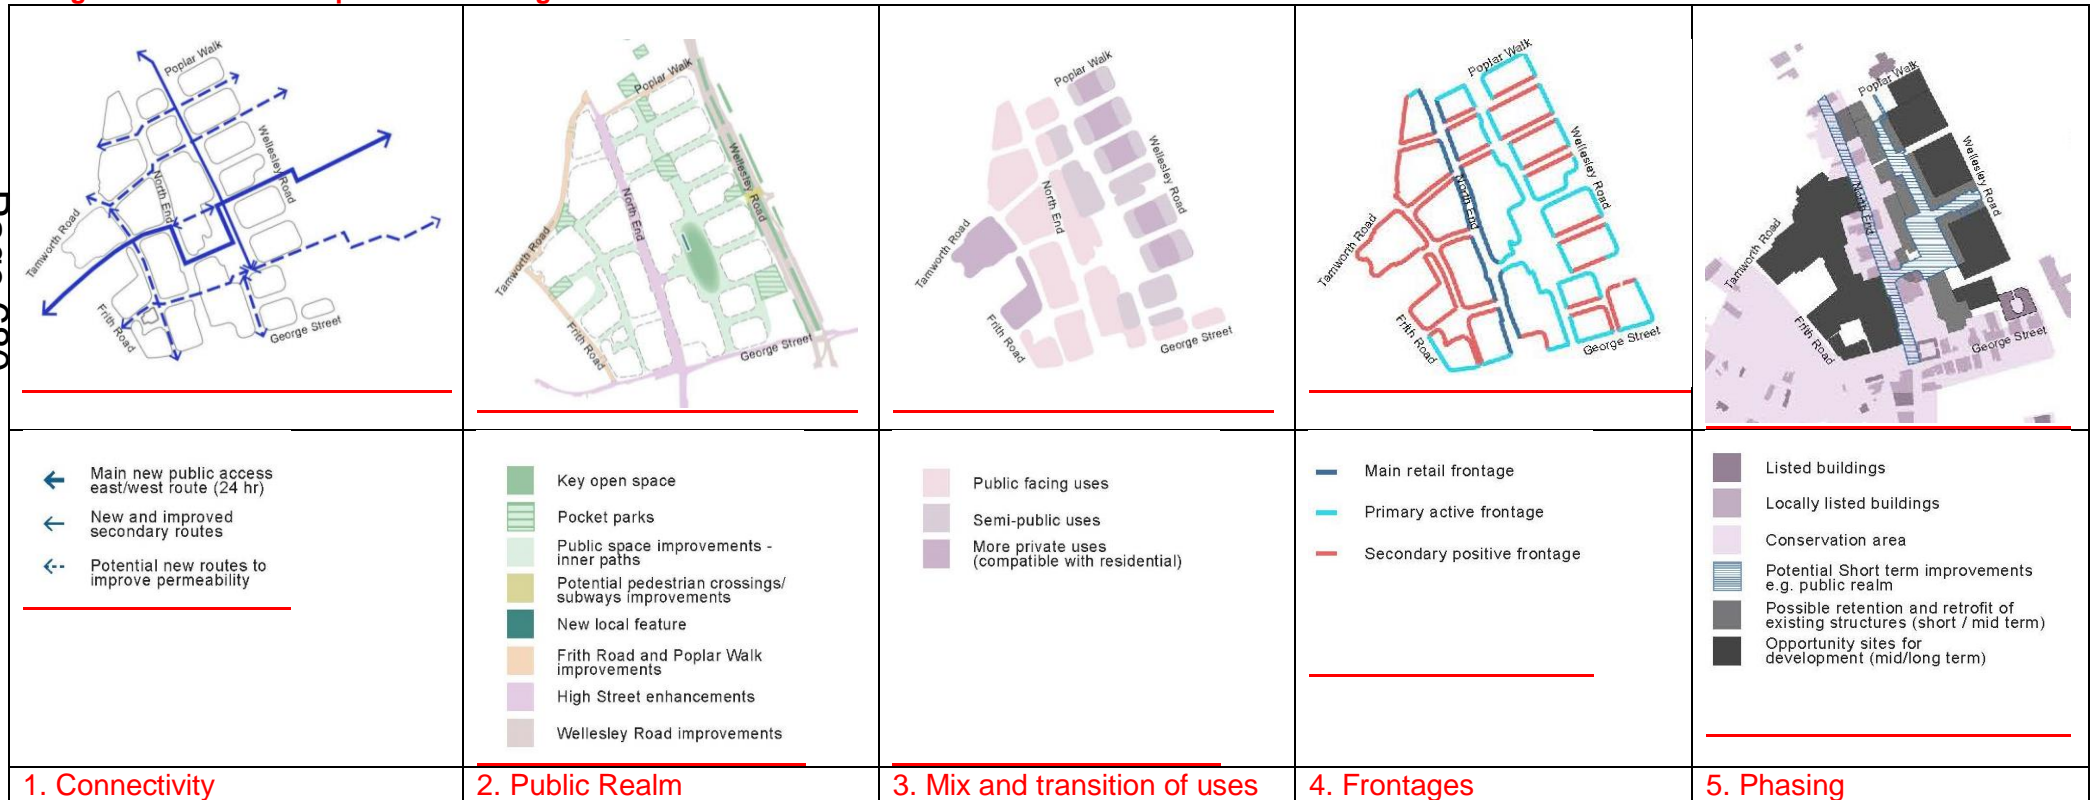 Poplar Walk
Wellesley Road
North End
Tamworth Road
Frith Road
George Street
Poplar Walk
Wellesley Road
North End
Tamworth Road
Frith Road
George Street
Poplar Walk
Wellesley Road
North End
Tamworth Road
Frith Road
George Street
Poplar Walk
Wellesley Road
North End
Tamworth Road
Frith Road
George Street
Poplar Walk
Wellesley Road
North End
Tamworth Road
Frith Road
George Street
Main new public access
east/west route (24 hr)
New and improved
secondary routes
Potential new routes to
improve permeability
Key open space
Pocket parks
Public space improvements -
inner paths
Potential pedestrian crossings/
subways improvements
New local feature
Frith Road and Poplar Walk
improvements
High Street enhancements
Wellesley Road improvements
Public facing uses
Semi-public uses
More private uses
(compatible with residential)
Main retail frontage
Primary active frontage
Secondary positive frontage
Listed buildings
Locally listed buildings
Conservation area
Potential Short term improvements
e.g. public realm
Possible retention and retrofit of
existing structures (short / mid term)
Opportunity sites for
development (mid/long term)
1. Connectivity
2. Public Realm
3. Mix and transition of uses
4. Frontages
5. Phasing